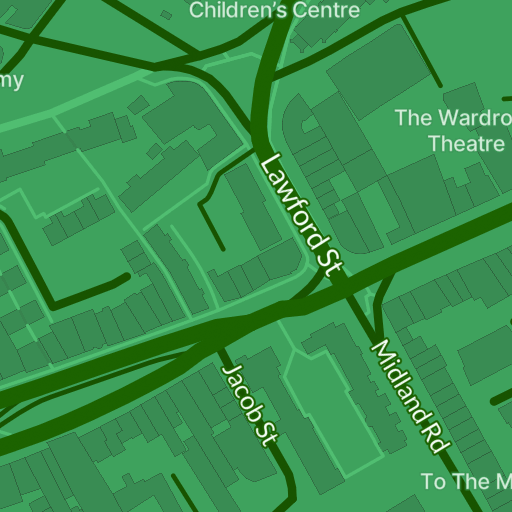 Children's Centre
my
The Wardro
Theatre
Lawford St
Midland Rd
Jacob St
To The M